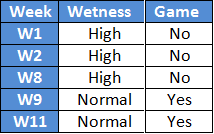 Week Wetness Game
W1 High No
W2 High No
W8 High No
W9 Normal Yes
W11 Normal Yes